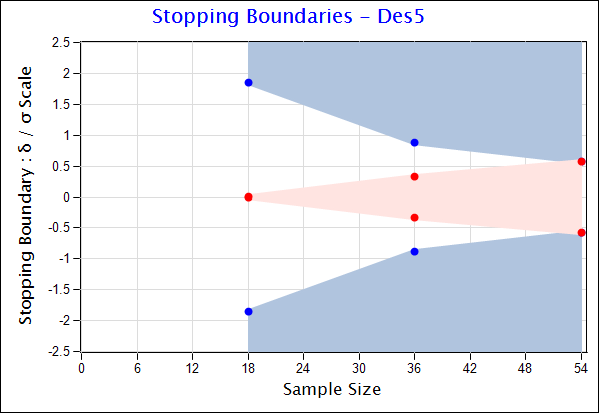 Stopping Boundaries - Des5
2.5
2
1.5
1
0.5
0
-0.5
-1
-1.5
-2
-2.5
Stopping Boundary : δ / σ Scale
0 6 12 18 24 30 36 42 48 54
Sample Size